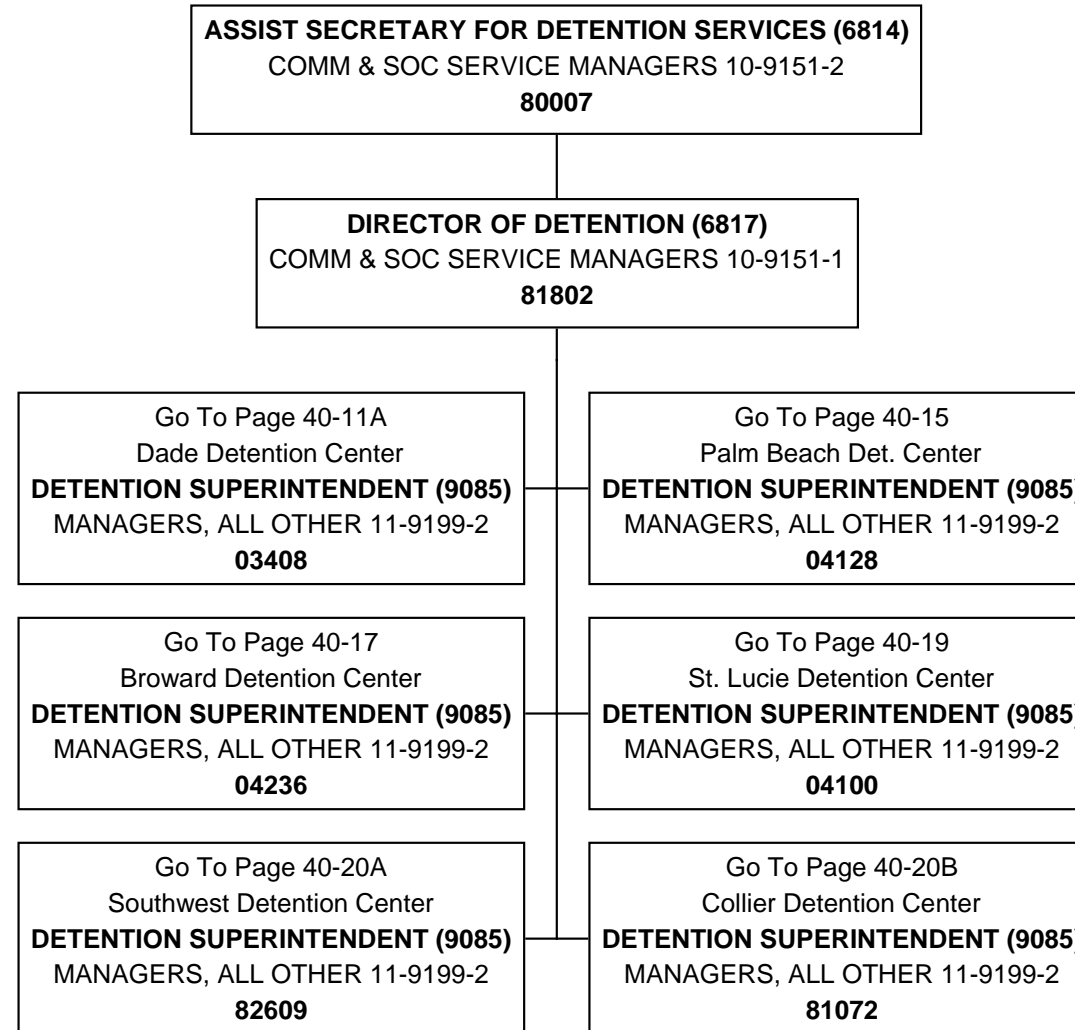 ASSIST SECRETARY FOR DETENTION SERVICES (6814)
COMM & SOC SERVICE MANAGERS 10-9151-2
80007
DIRECTOR OF DETENTION (6817)
COMM & SOC SERVICE MANAGERS 10-9151-1
81802
Go To Page 40-11A
Dade Detention Center
DETENTION SUPERINTENDENT (9085)
MANAGERS, ALL OTHER 11-9199-2
03408
Go To Page 40-15
Palm Beach Det. Center
DETENTION SUPERINTENDENT (9085)
MANAGERS, ALL OTHER 11-9199-2
04128
Go To Page 40-17
Broward Detention Center
DETENTION SUPERINTENDENT (9085)
MANAGERS, ALL OTHER 11-9199-2
04236
Go To Page 40-19
St. Lucie Detention Center
DETENTION SUPERINTENDENT (9085)
MANAGERS, ALL OTHER 11-9199-2
04100
Go To Page 40-20A
Southwest Detention Center
DETENTION SUPERINTENDENT (9085)
MANAGERS, ALL OTHER 11-9199-2
82609
Go To Page 40-20B
Collier Detention Center
DETENTION SUPERINTENDENT (9085)
MANAGERS, ALL OTHER 11-9199-2
81072